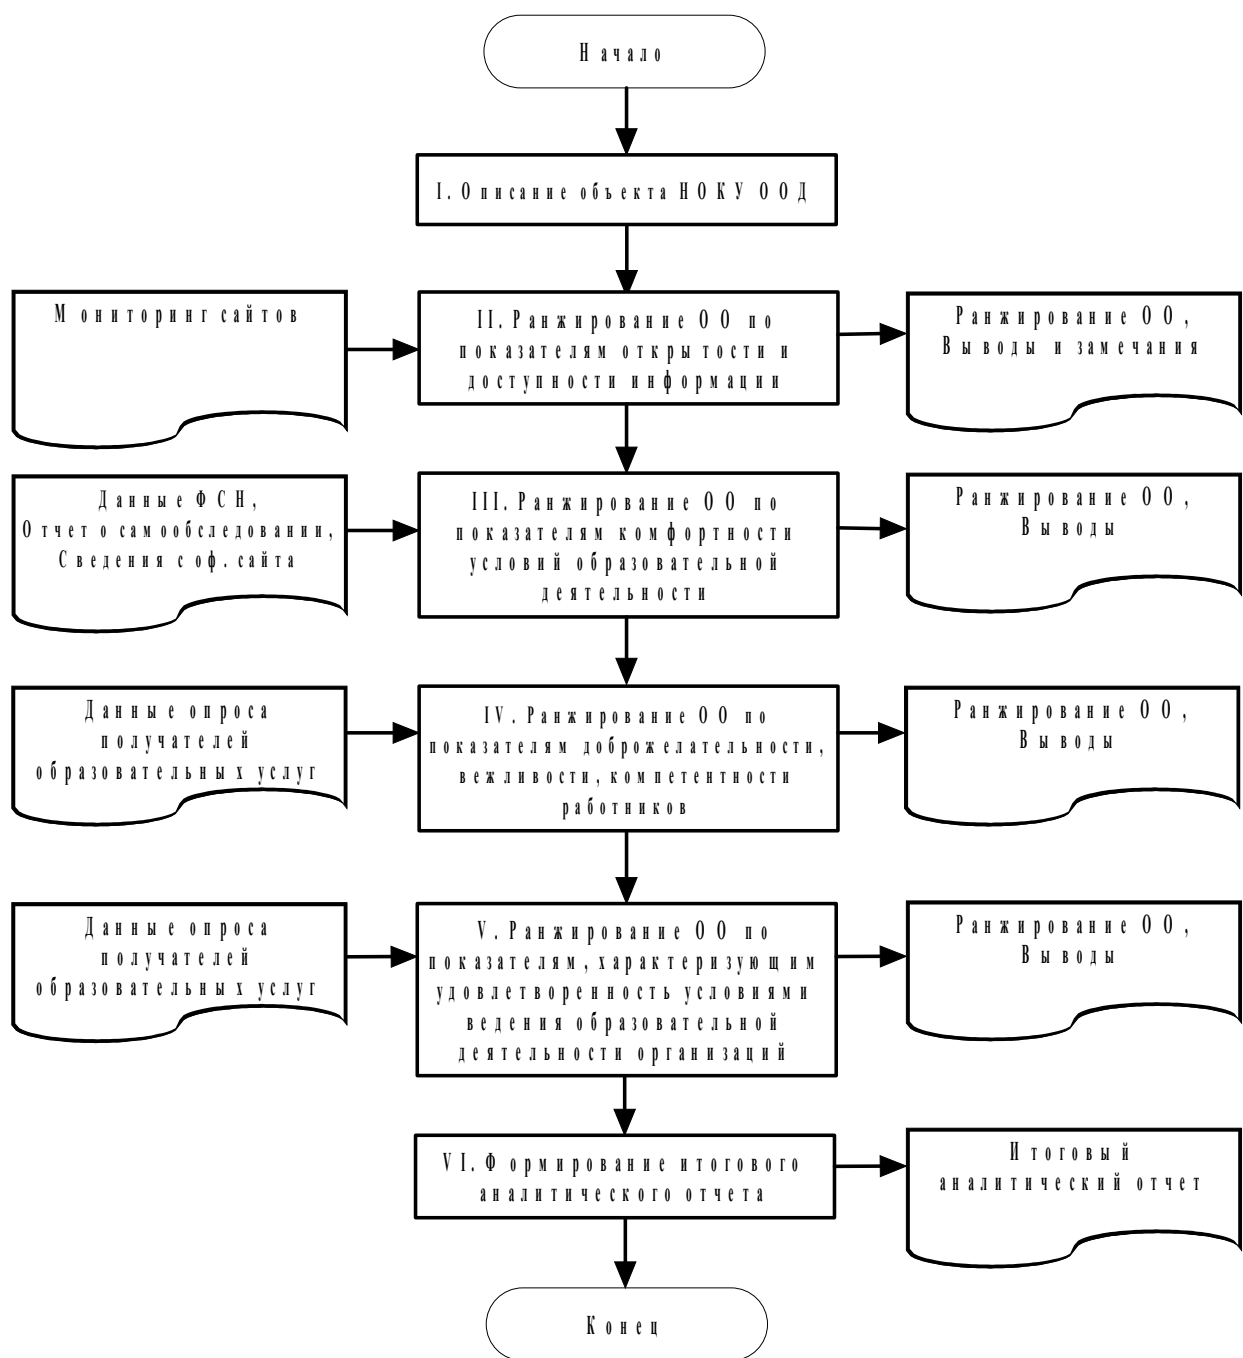 Начало
I. Описание объекта НОКУ ООД
Мониторинг сайтов
II. Ранжирование ОО по
показателям открытости и
доступности информации
Ранжирование ОО,
Выводы и замечания
Данные ФСН,
Отчет о самообследовании,
Сведения с оф. сайта
III. Ранжирование ОО по
показателям комфортности
условий образовательной
деятельности
Ранжирование ОО,
Выводы
Данные опроса
получателей
образовательных услуг
IV. Ранжирование ОО по
показателям доброжелательности,
вежливости, компетентности
работников
Ранжирование ОО,
Выводы
Данные опроса
получателей
образовательных услуг
V. Ранжирование ОО по
показателям, характеризующим
удовлетворенность условиями
ведения образовательной
деятельности организаций
Ранжирование ОО,
Выводы
VI. Формирование итогового
аналитического отчета
Итоговый
аналитический отчет
Конец